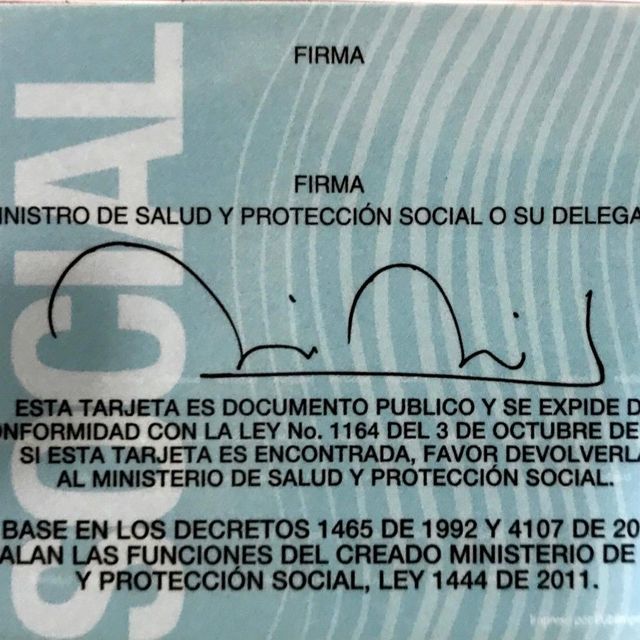 SOCIAL
FIRMA
FIRMA
INISTRO DE SALUD Y PROTECCIÓN SOCIAL O SU DELEGA
ESTA TARJETA ES DOCUMENTO PUBLICO Y SE EXPIDE D
ONFORMIDAD CON LA LEY No. 1164 DEL 3 DE OCTUBRE DE
SI ESTA TARJETA ES ENCONTRADA, FAVOR DEVOLVERLA
AL MINISTERIO DE SALUD Y PROTECCIÓN SOCIAL.
BASE EN LOS DECRETOS 1465 DE 1992 Y 4107 DE 20
ALAN LAS FUNCIONES DEL CREADO MINISTERIO DE
Y PROTECCIÓN SOCIAL, LEY 1444 DE 2011.
Impreso por